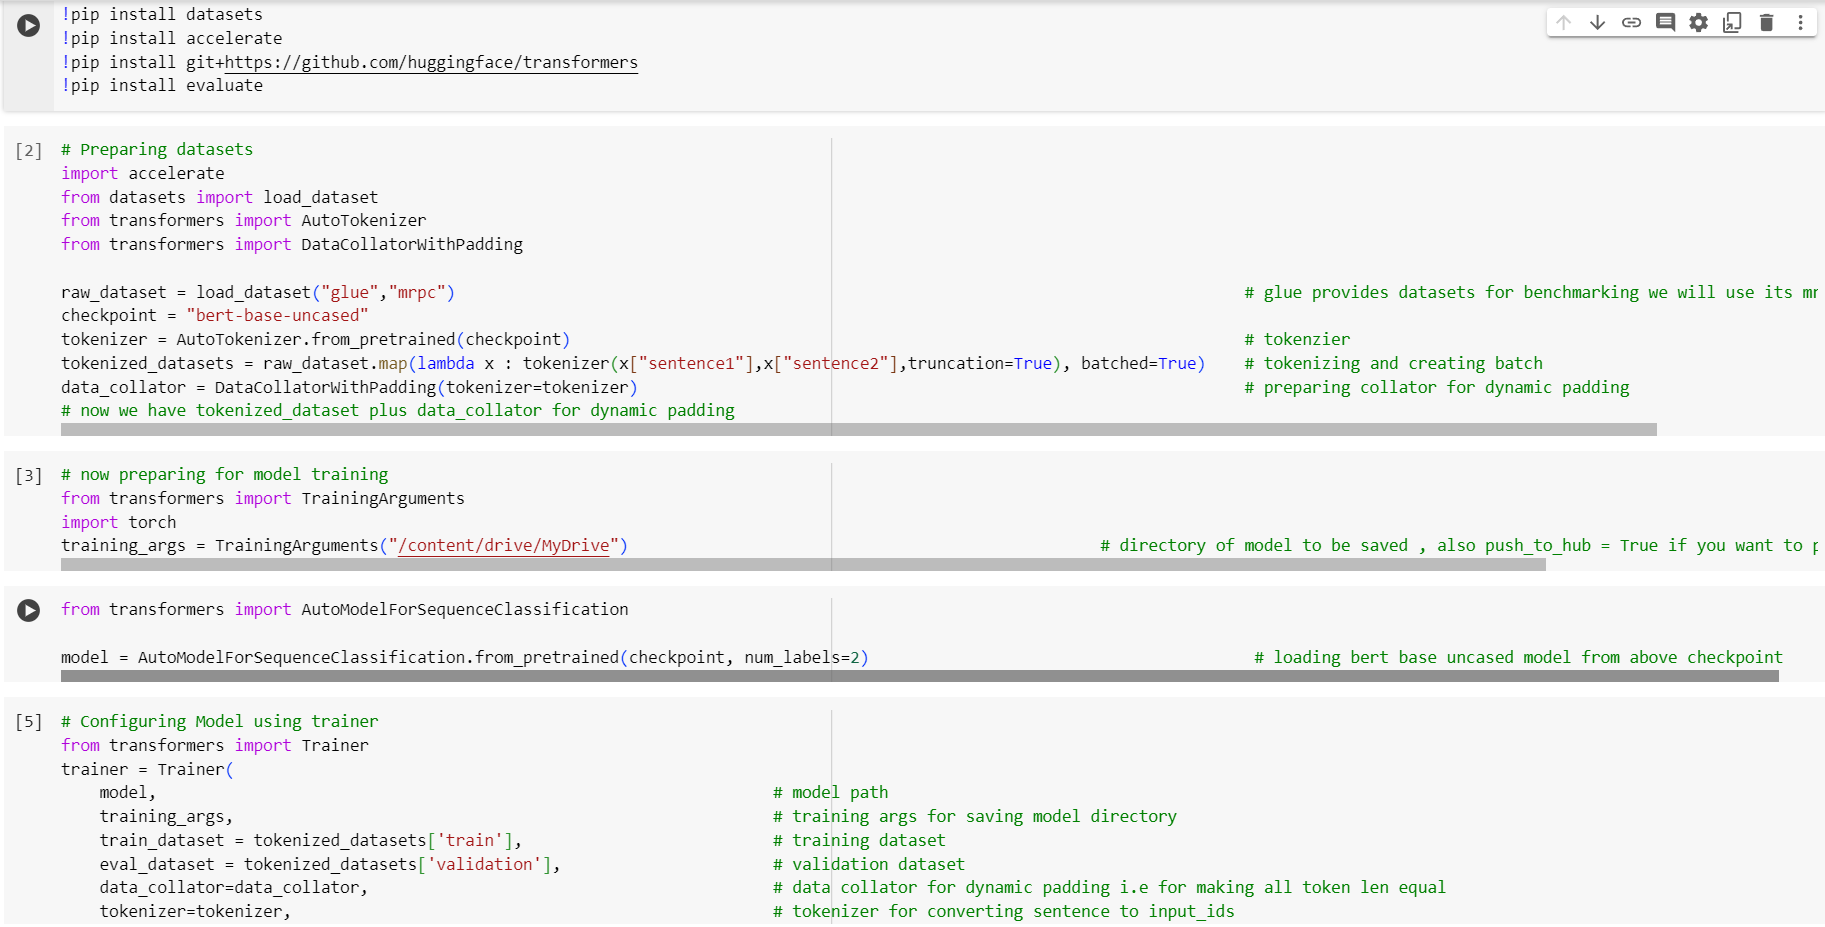 !pip install datasets
!pip install accelerate
!pip install git+https://github.com/huggingface/transformers
!pip install evaluate
[2] # Preparing datasets
import accelerate
from datasets import load_dataset
from transformers import AutoTokenizer
from transformers import DataCollatorWithPadding
raw_dataset = load_dataset("glue","mrpc") # glue provides datasets for benchmarking we will use its mr
checkpoint = "bert-base-uncased"
tokenizer = AutoTokenizer.from_pretrained(checkpoint) # tokenzier
tokenized_datasets = raw_dataset.map(lambda x : tokenizer(x["sentence1"],x["sentence2"],truncation=True), batched=True) # tokenizing and creating batch
data_collator = DataCollatorWithPadding(tokenizer=tokenizer) # preparing collator for dynamic padding
# now we have tokenized_dataset plus data_collator for dynamic padding
[3] # now preparing for model training
from transformers import TrainingArguments
import torch
training_args = TrainingArguments("/content/drive/MyDrive") # directory of model to be saved , also push_to_hub = True if you want to p
from transformers import AutoModelForSequenceClassification
model = AutoModelForSequenceClassification.from_pretrained(checkpoint, num_labels=2) # loading bert base uncased model from above checkpoint
[5] # Configuring Model using trainer
from transformers import Trainer
trainer = Trainer(
    model, # model path
    training_args, # training args for saving model directory
    train_dataset = tokenized_datasets['train'], # training dataset
    eval_dataset = tokenized_datasets['validation'], # validation dataset
    data_collator=data_collator, # data collator for dynamic padding i.e for making all token len equal
    tokenizer=tokenizer, # tokenizer for converting sentence to input_ids